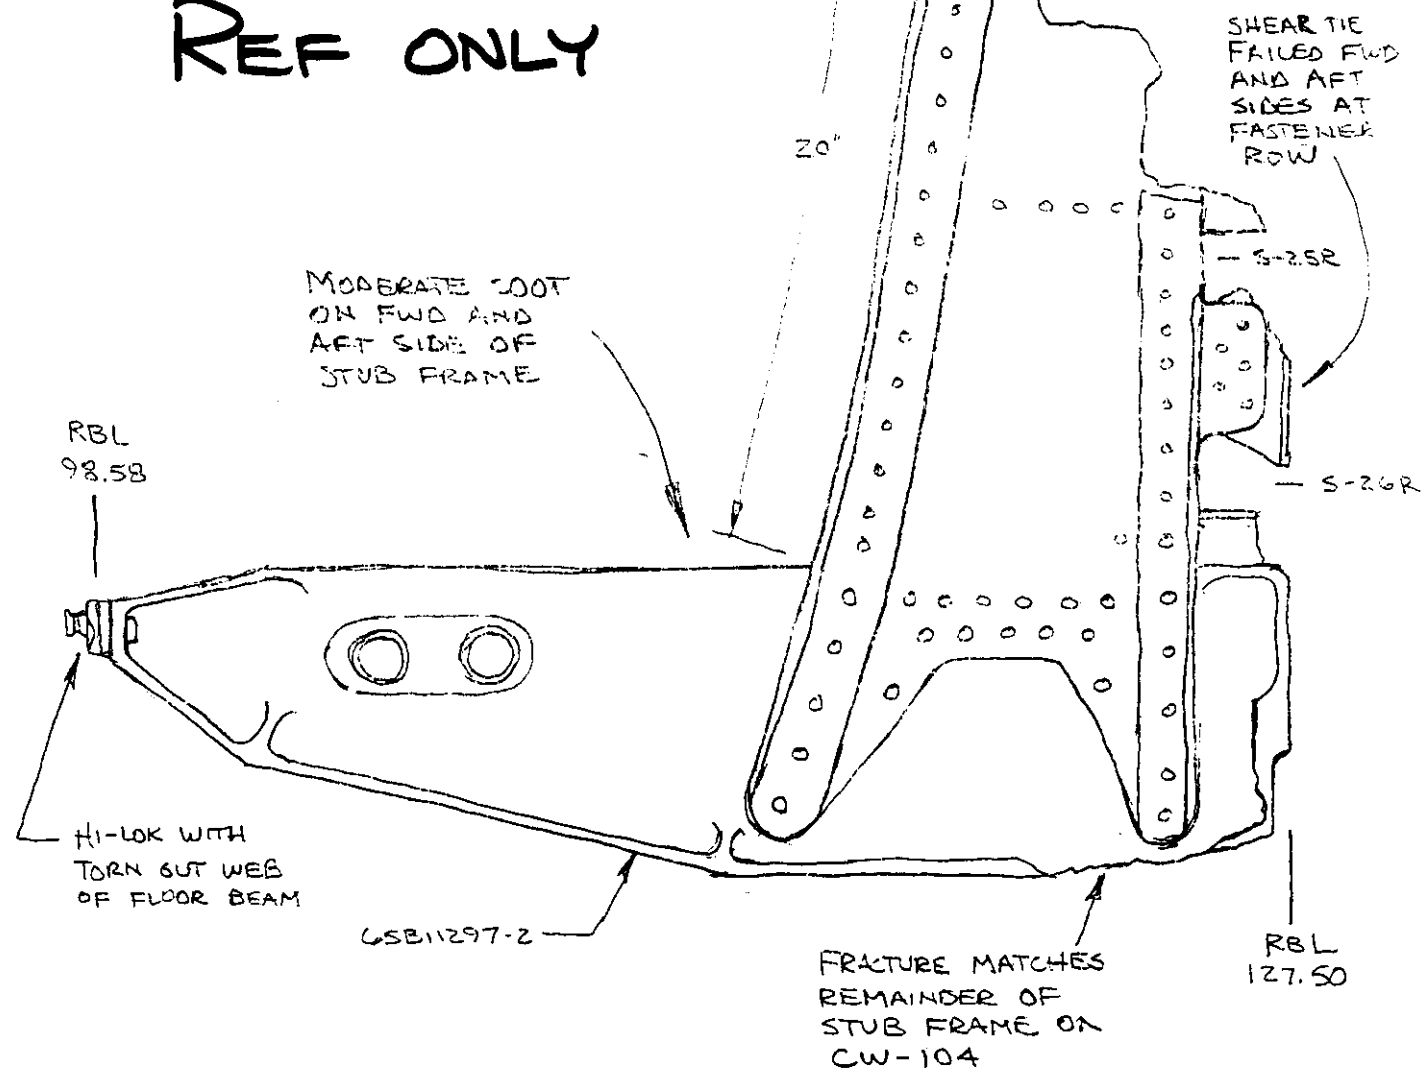 REF ONLY
SHEAR TIE
FAILED FWD
AND AFT
SIDES AT
FASTENER
ROW
20"
S-25R
MODERATE SOOT
ON FWD AND
AFT SIDE OF
STUB FRAME
RBL
98.58
S-26R
HI-LOK WITH
TORN OUT WEB
OF FLOOR BEAM
65B11297-2
FRACTURE MATCHES
REMAINDER OF
STUB FRAME ON
CW-104
RBL
127.50